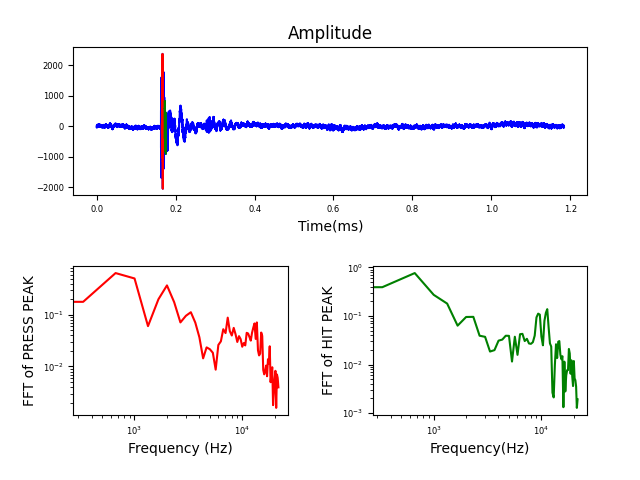 Amplitude
2000
1000
0
−1000
−2000
0.0 0.2 0.4 0.6 0.8 1.0 1.2
Time(ms)
FFT of PRESS PEAK
10⁻¹
10⁻²
10³ 10⁴
Frequency (Hz)
FFT of HIT PEAK
10⁰
10⁻¹
10⁻²
10⁻³
10³ 10⁴
Frequency(Hz)